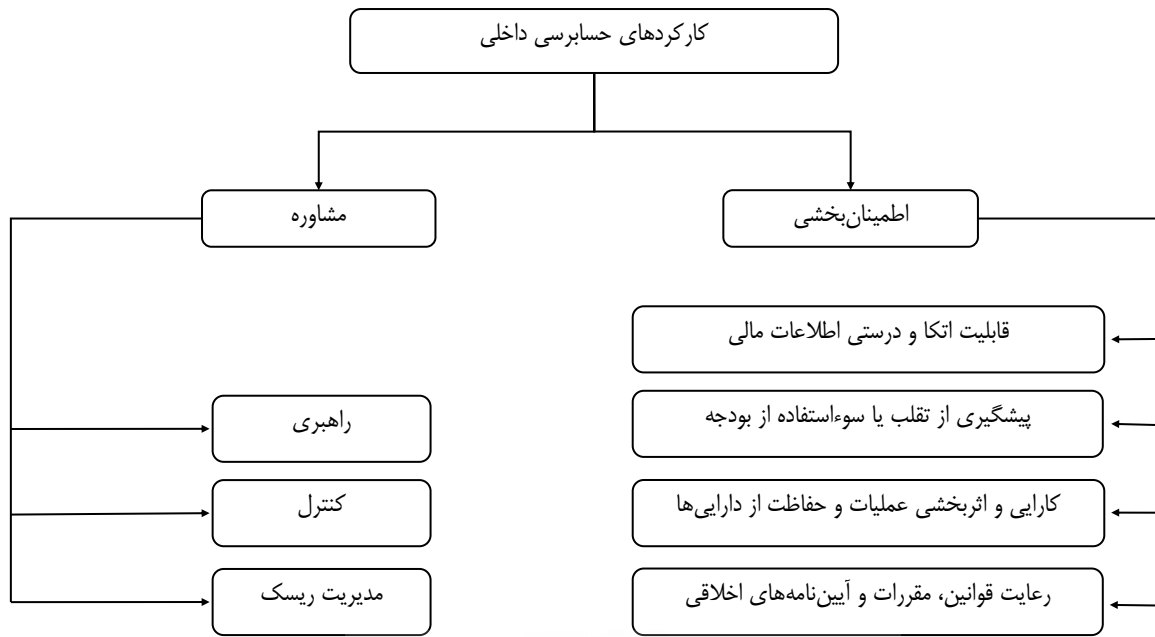 کارکردهای حسابرسی داخلی
اطمینان‌بخشی
مشاوره
قابلیت اتکا و درستی اطلاعات مالی
پیشگیری از تقلب یا سوءاستفاده از بودجه
کارایی و اثربخشی عملیات و حفاظت از دارایی‌ها
رعایت قوانین، مقررات و آیین‌نامه‌های اخلاقی
راهبری
کنترل
مدیریت ریسک